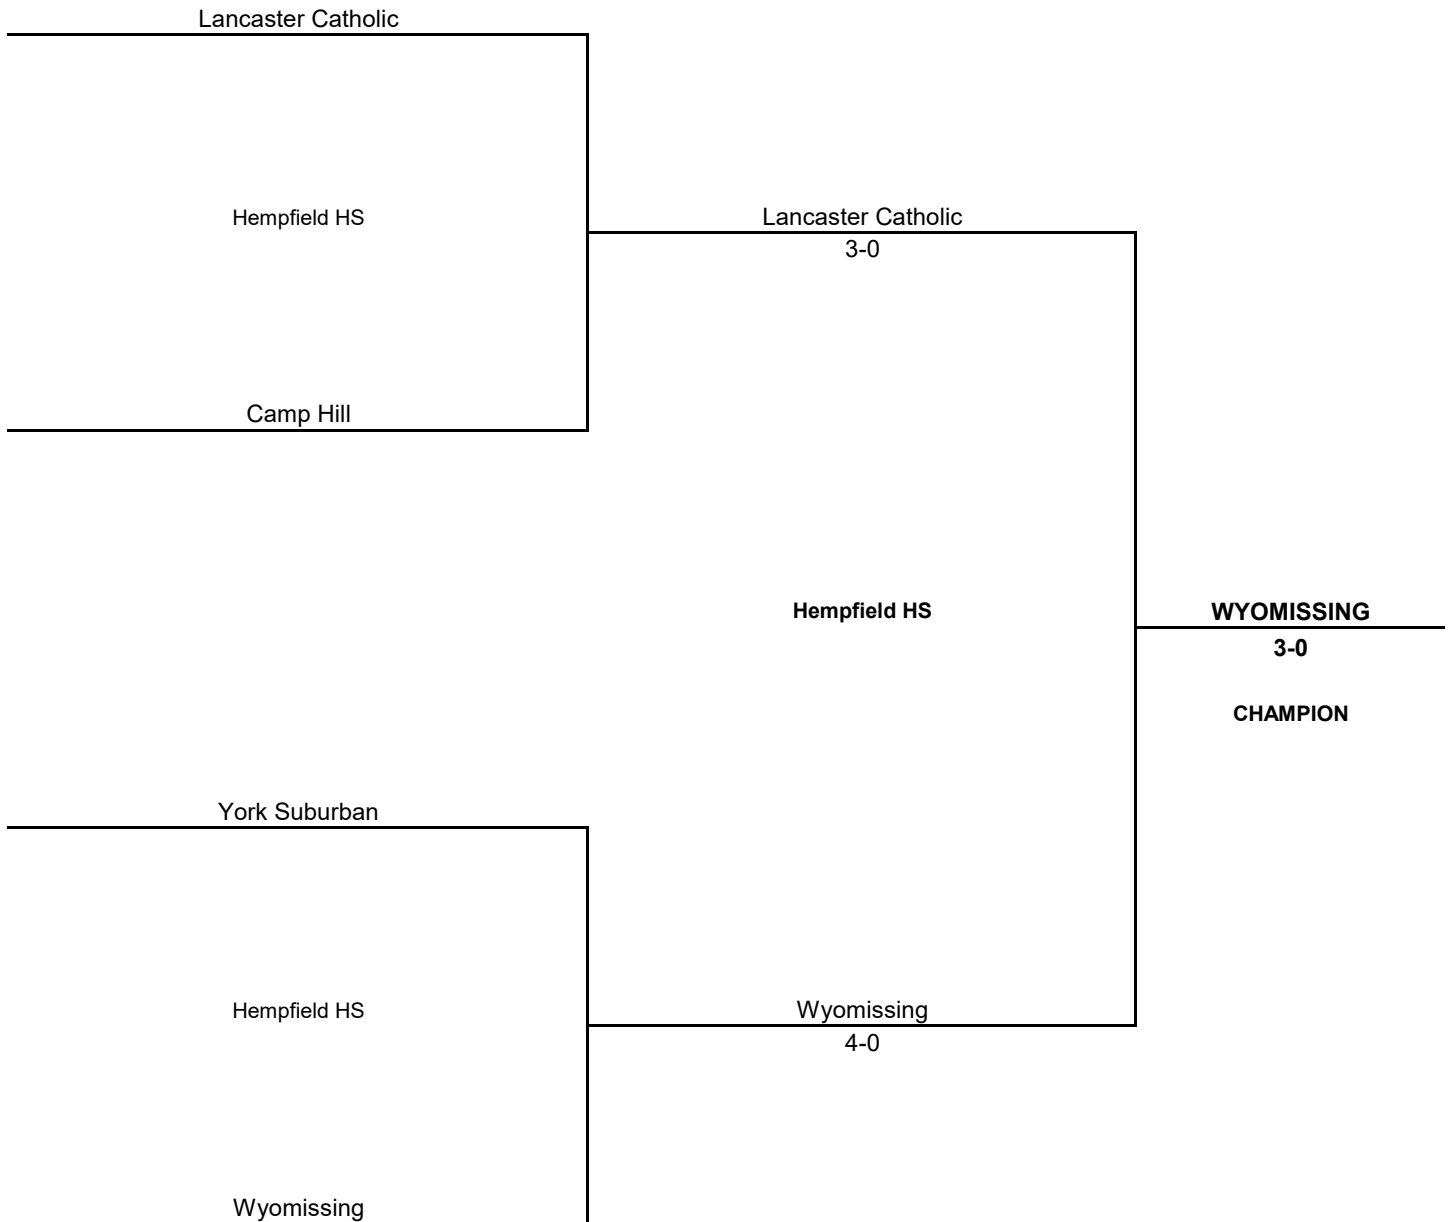 Lancaster Catholic
Hempfield HS
Lancaster Catholic
3-0
Camp Hill
Hempfield HS
WYOMISSING
3-0
CHAMPION
York Suburban
Hempfield HS
Wyomissing
4-0
Wyomissing